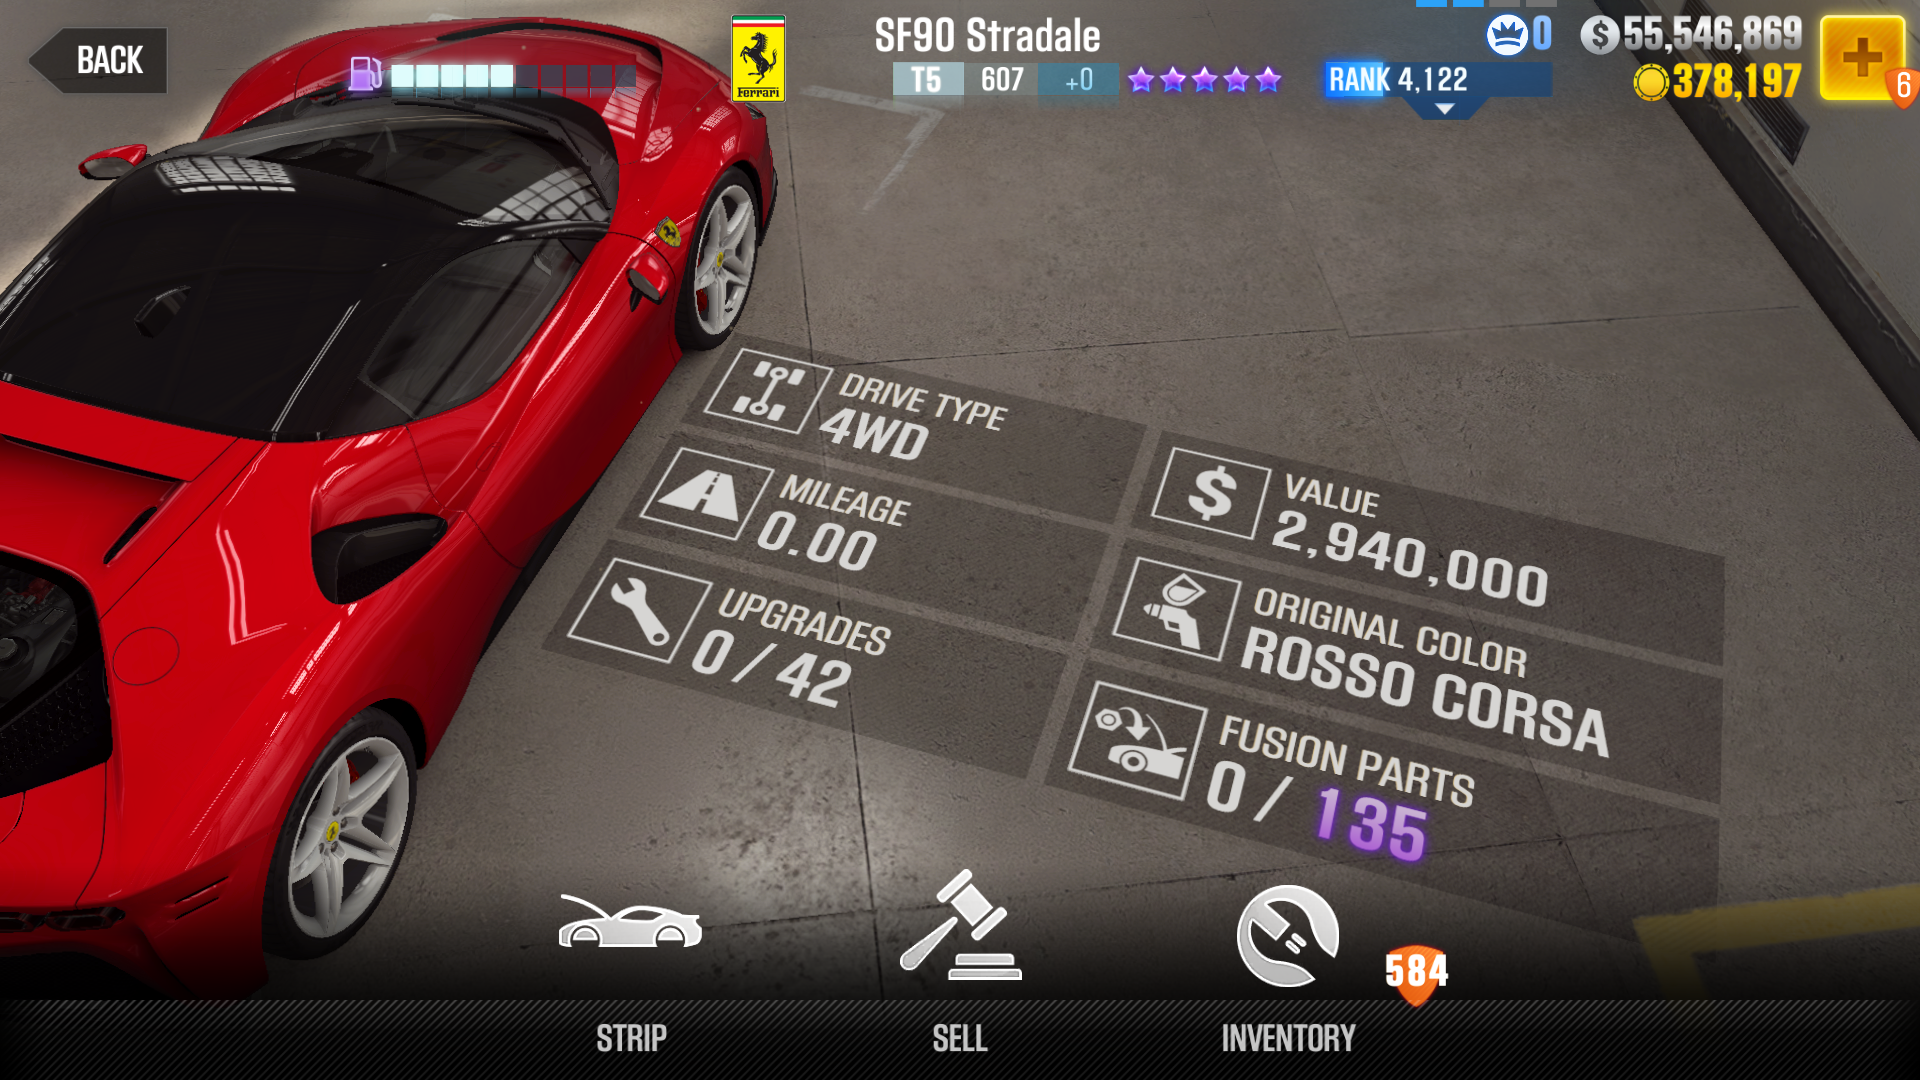 BACK
Ferrari
SF90 Stradale
T5 607 +0
RANK 4,122
0
55,546,869
378,197
6
DRIVE TYPE
4WD
MILEAGE
0.00
UPGRADES
0/42
VALUE
2,940,000
ORIGINAL COLOR
ROSSO CORSA
FUSION PARTS
0/ 135
584
STRIP
SELL
INVENTORY